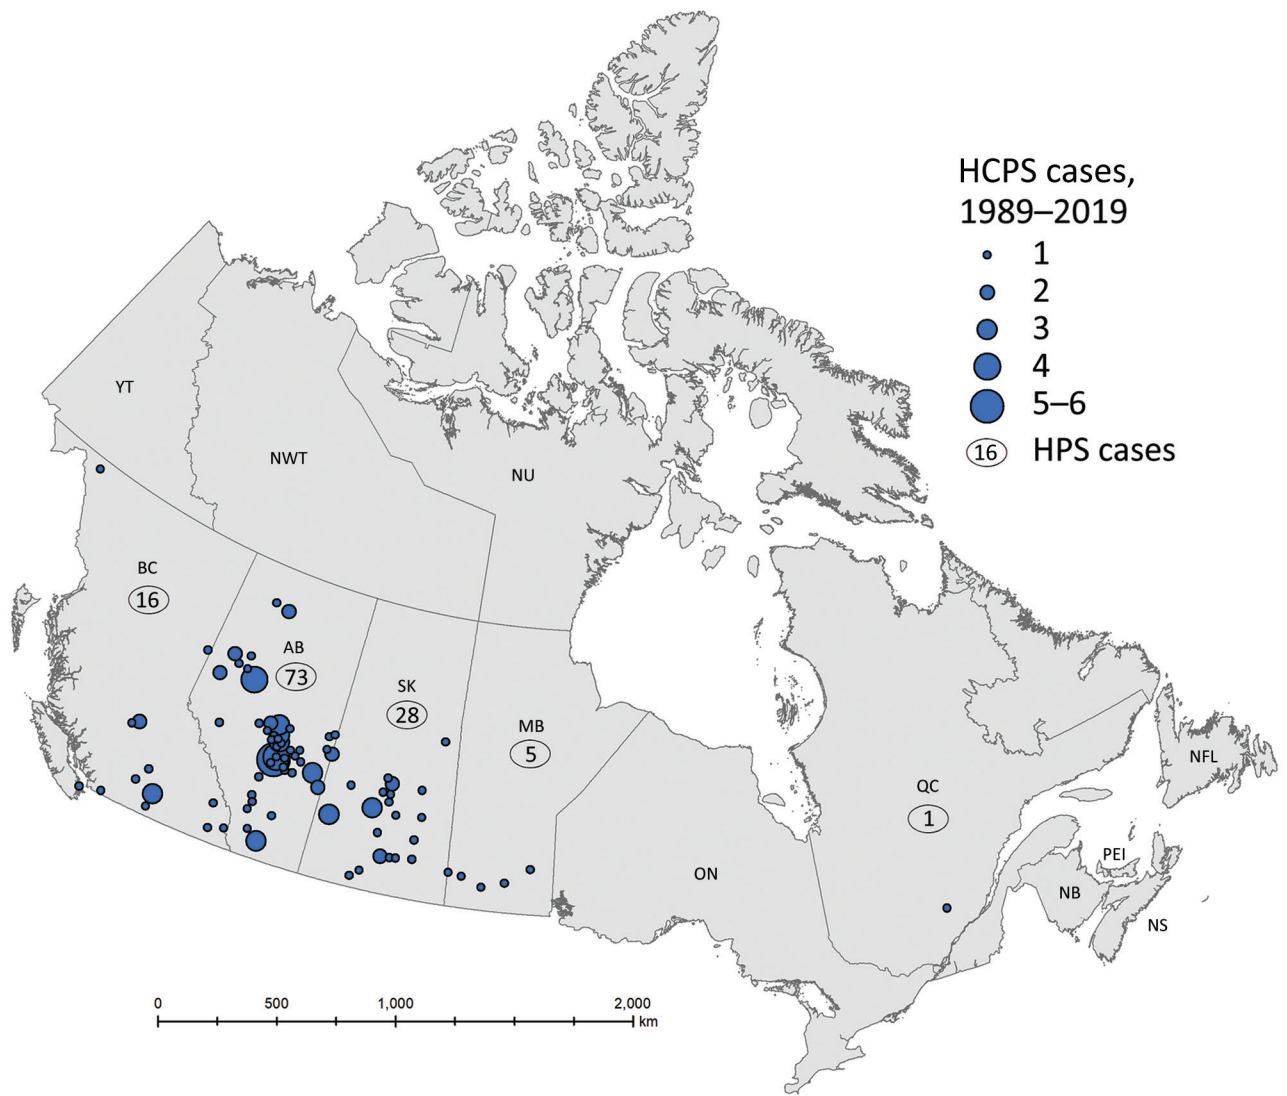 HCPS cases,
1989–2019
1
2
3
4
5–6
16 HPS cases
YT
NWT
NU
BC
16
AB
73
SK
28
MB
5
ON
QC
1
NFL
PEI
NB
NS
0 500 1,000 2,000
km